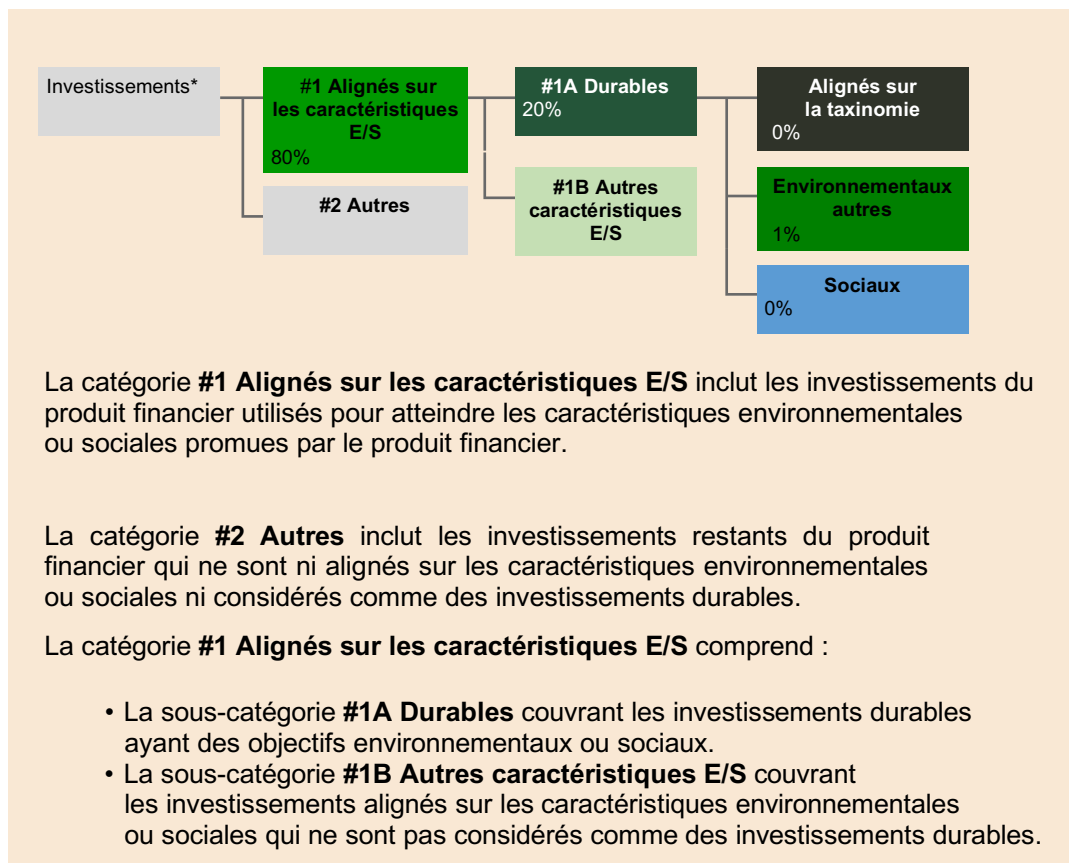 Investissements*
#1 Alignés sur
les caractéristiques
E/S
80%
#2 Autres
#1A Durables
20%
#1B Autres
caractéristiques
E/S
Alignés sur
la taxinomie
0%
Environnementaux
autres
1%
Sociaux
0%
La catégorie #1 Alignés sur les caractéristiques E/S inclut les investissements du
produit financier utilisés pour atteindre les caractéristiques environnementales
ou sociales promues par le produit financier.
La catégorie #2 Autres inclut les investissements restants du produit
financier qui ne sont ni alignés sur les caractéristiques environnementales
ou sociales ni considérés comme des investissements durables.
La catégorie #1 Alignés sur les caractéristiques E/S comprend :
• La sous-catégorie #1A Durables couvrant les investissements durables
ayant des objectifs environnementaux ou sociaux.
• La sous-catégorie #1B Autres caractéristiques E/S couvrant
les investissements alignés sur les caractéristiques environnementales
ou sociales qui ne sont pas considérés comme des investissements durables.